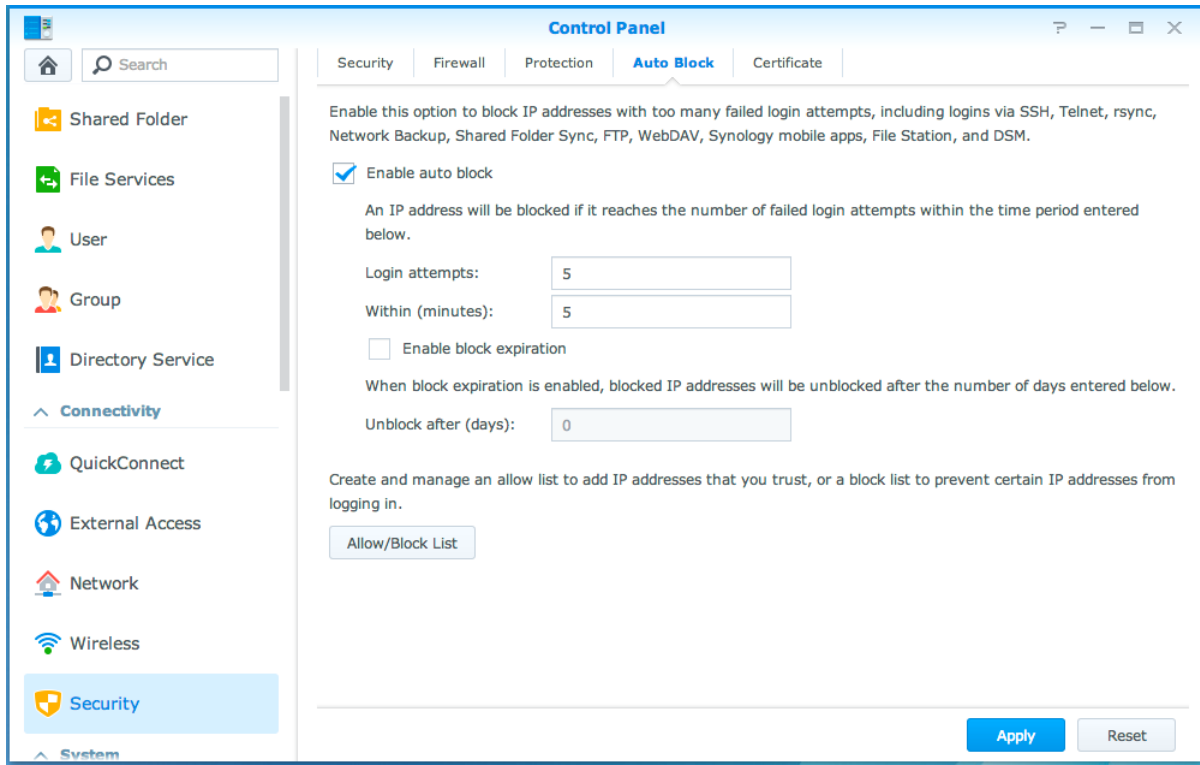 Control Panel
Search
Shared Folder
File Services
User
Group
Directory Service
Connectivity
QuickConnect
External Access
Network
Wireless
Security
System
Security Firewall Protection Auto Block Certificate
Enable this option to block IP addresses with too many failed login attempts, including logins via SSH, Telnet, rsync,
Network Backup, Shared Folder Sync, FTP, WebDAV, Synology mobile apps, File Station, and DSM.
Enable auto block
An IP address will be blocked if it reaches the number of failed login attempts within the time period entered
below.
Login attempts: 5
Within (minutes): 5
Enable block expiration
When block expiration is enabled, blocked IP addresses will be unblocked after the number of days entered below.
Unblock after (days): 0
Create and manage an allow list to add IP addresses that you trust, or a block list to prevent certain IP addresses from
logging in.
Allow/Block List
Apply Reset